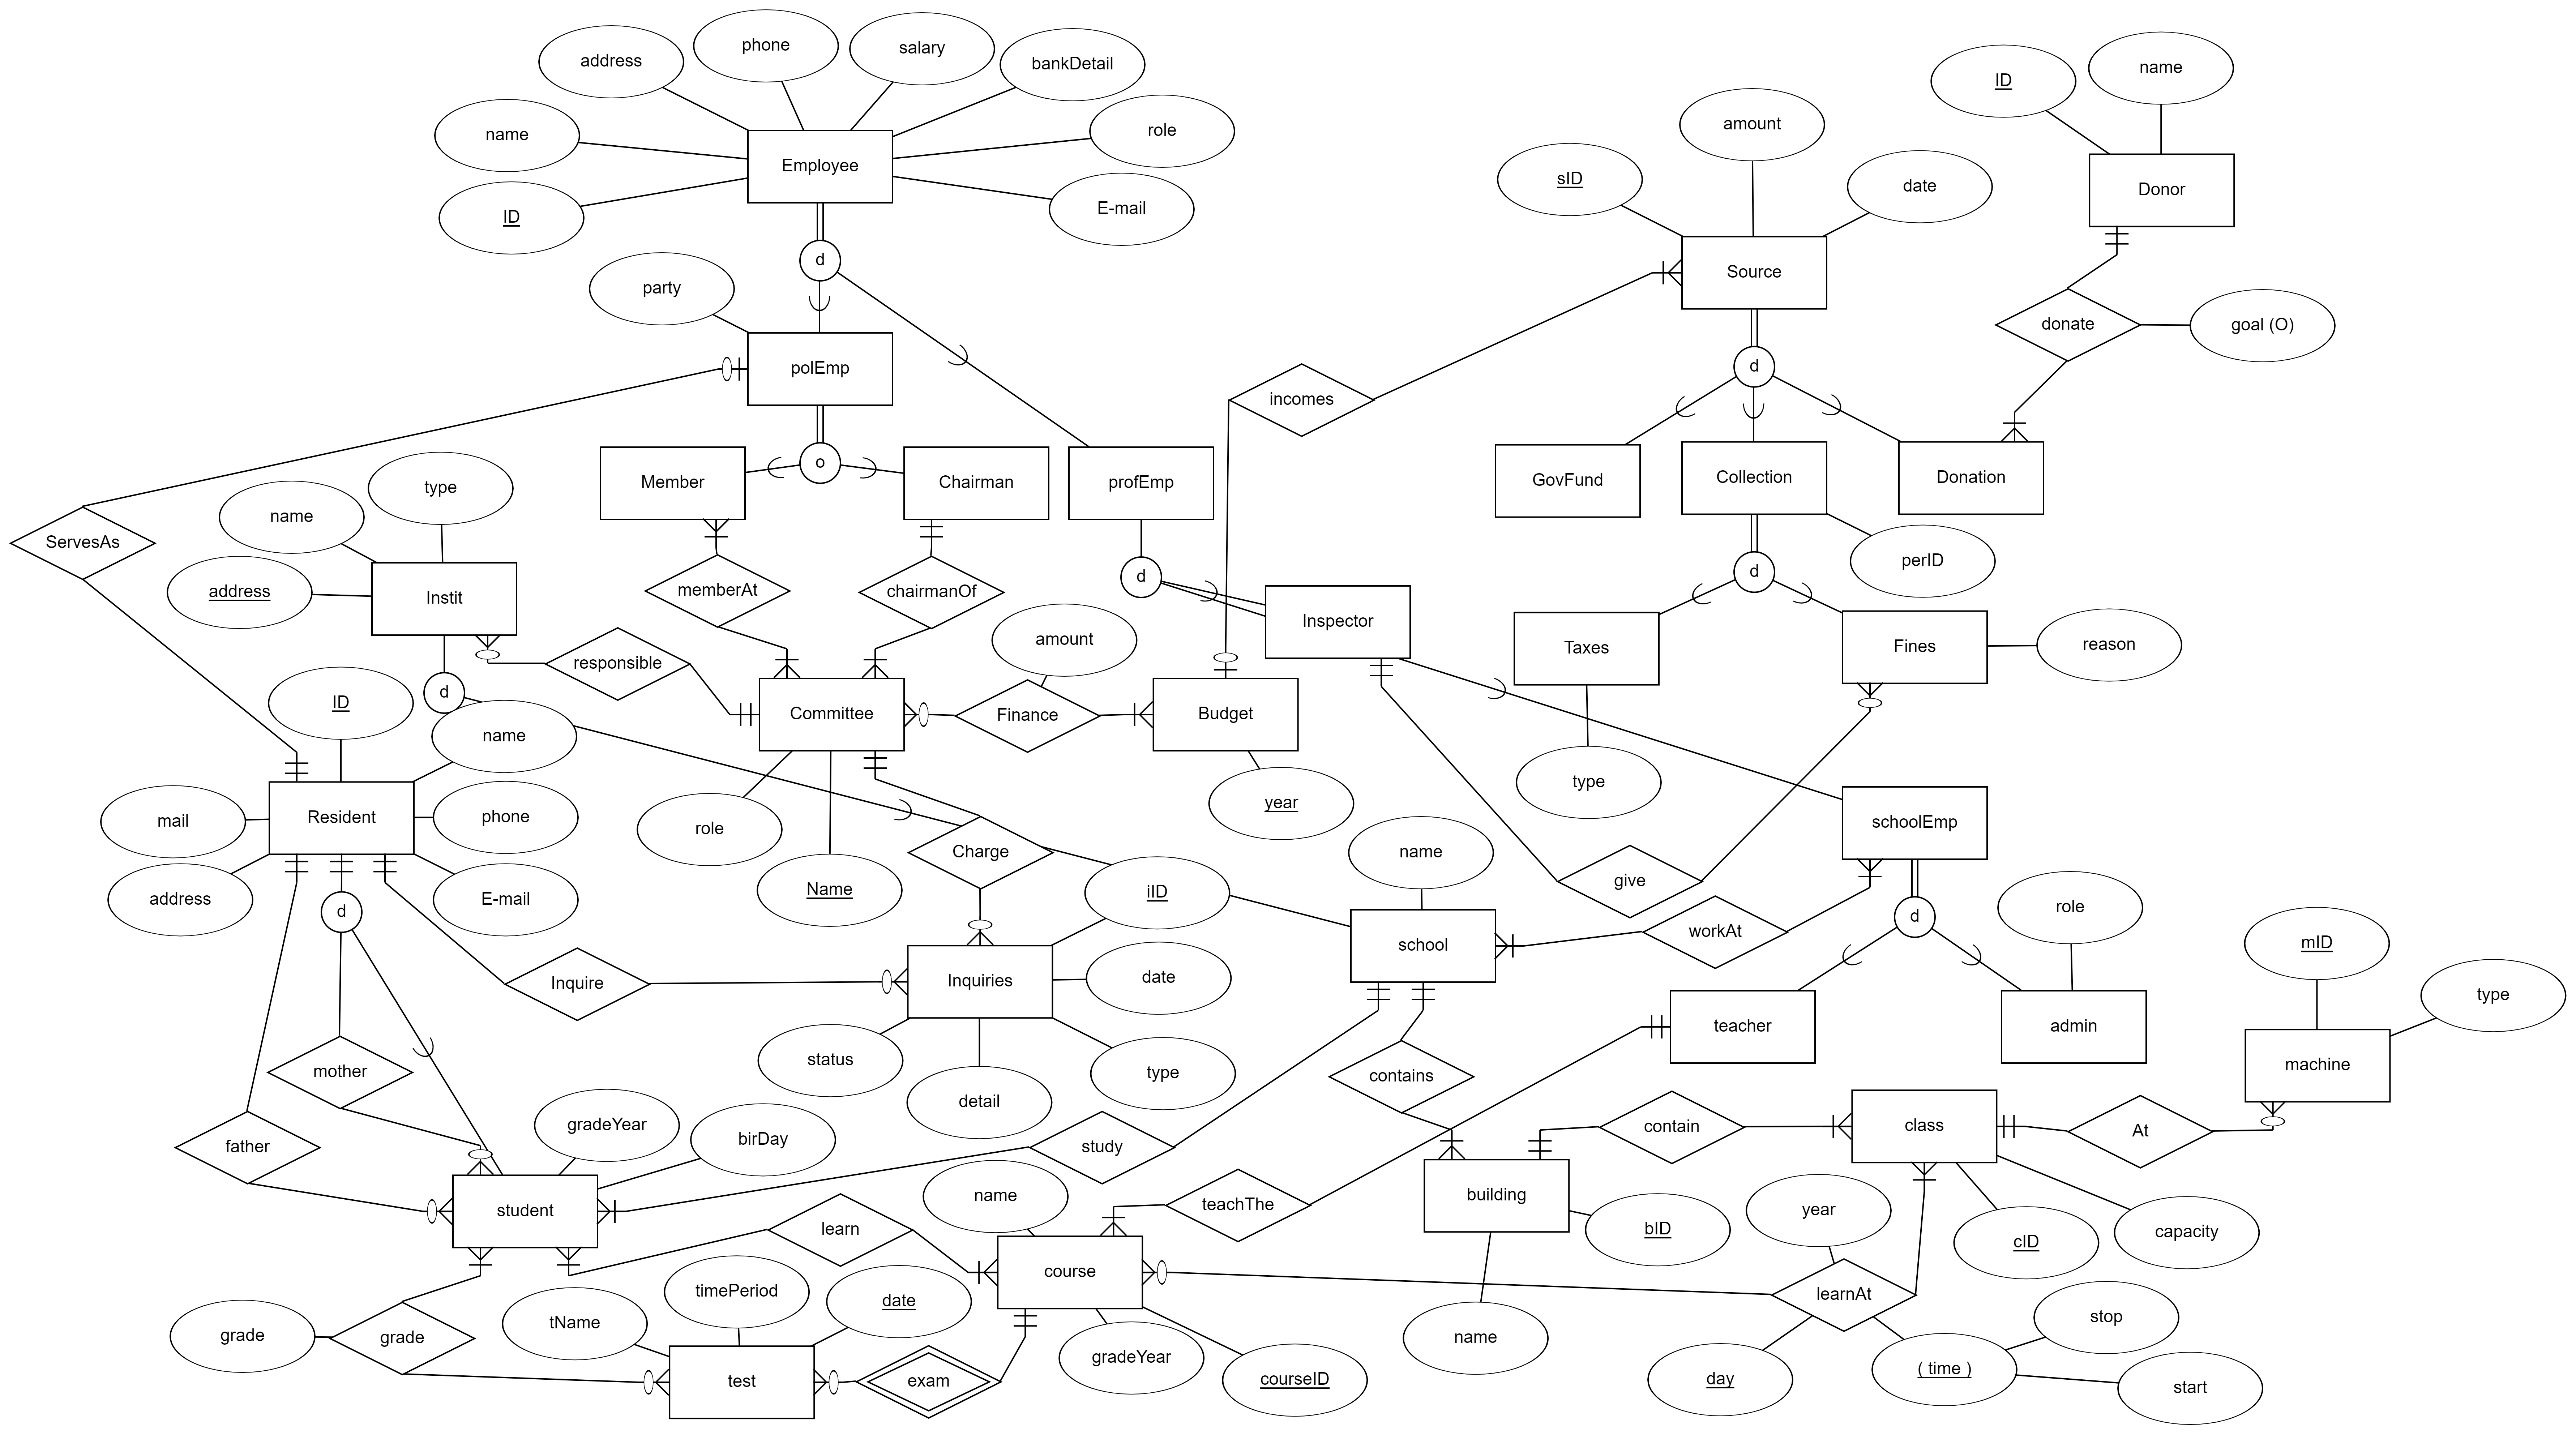 phone
salary
address
bankDetail
name
role
Employee
ID
E-mail
d
party
polEmp
o
Member
Chairman
profEmp
ID
name
amount
sID
date
Donor
Source
donate
goal (O)
d
incomes
GovFund
Collection
Donation
perID
d
Taxes
Fines
reason
type
type
name
ServesAs
address
Instit
memberAt
chairmanOf
d
Inspector
responsible
amount
d
ID
name
Committee
Finance
Budget
year
mail
Resident
phone
role
Name
Charge
address
E-mail
d
iID
name
give
schoolEmp
school
workAt
d
role
mID
type
Inquire
Inquiries
date
status
detail
type
teacher
admin
machine
mother
contains
gradeYear
birDay
father
study
contain
class
At
student
learn
name
teachThe
building
bID
year
cID
capacity
timePeriod
date
course
learnAt
stop
grade
grade
tName
name
gradeYear
courseID
day
( time )
start
test
exam